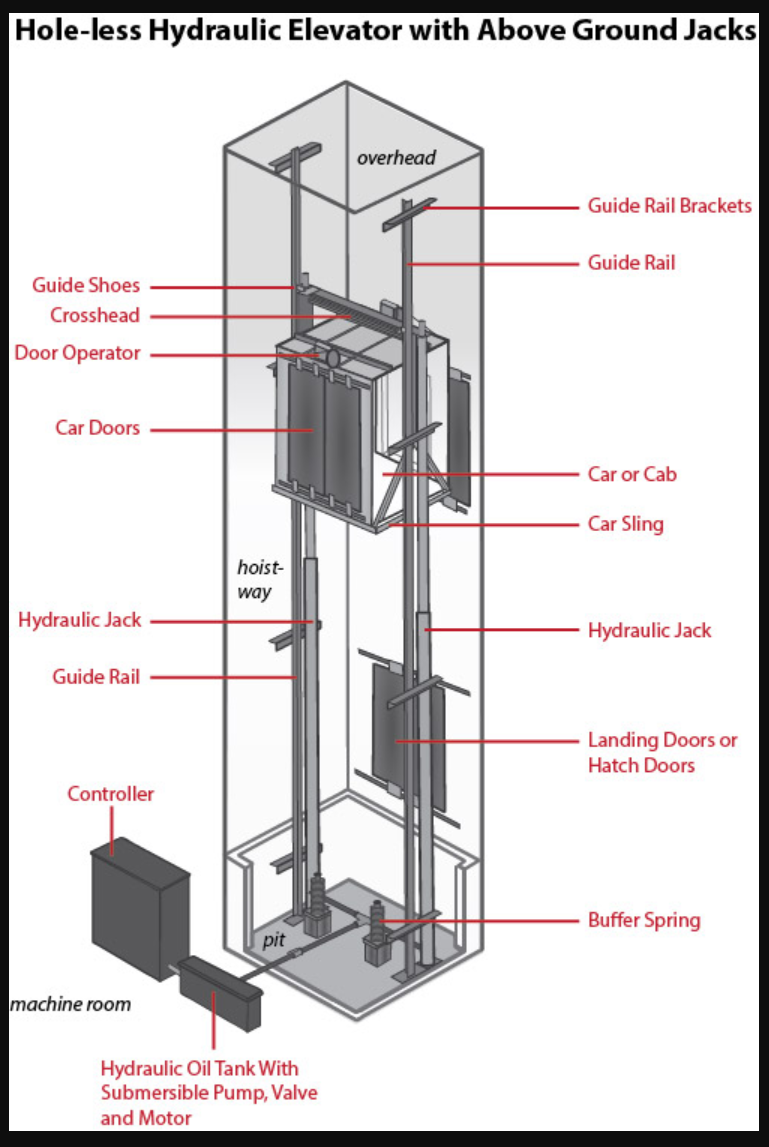 Hole-less Hydraulic Elevator with Above Ground Jacks
overhead
Guide Rail Brackets
Guide Rail
Guide Shoes
Crosshead
Door Operator
Car Doors
Car or Cab
Car Sling
hoist-
way
Hydraulic Jack
Hydraulic Jack
Guide Rail
Landing Doors or
Hatch Doors
Controller
Buffer Spring
pit
machine room
Hydraulic Oil Tank With
Submersible Pump, Valve
and Motor